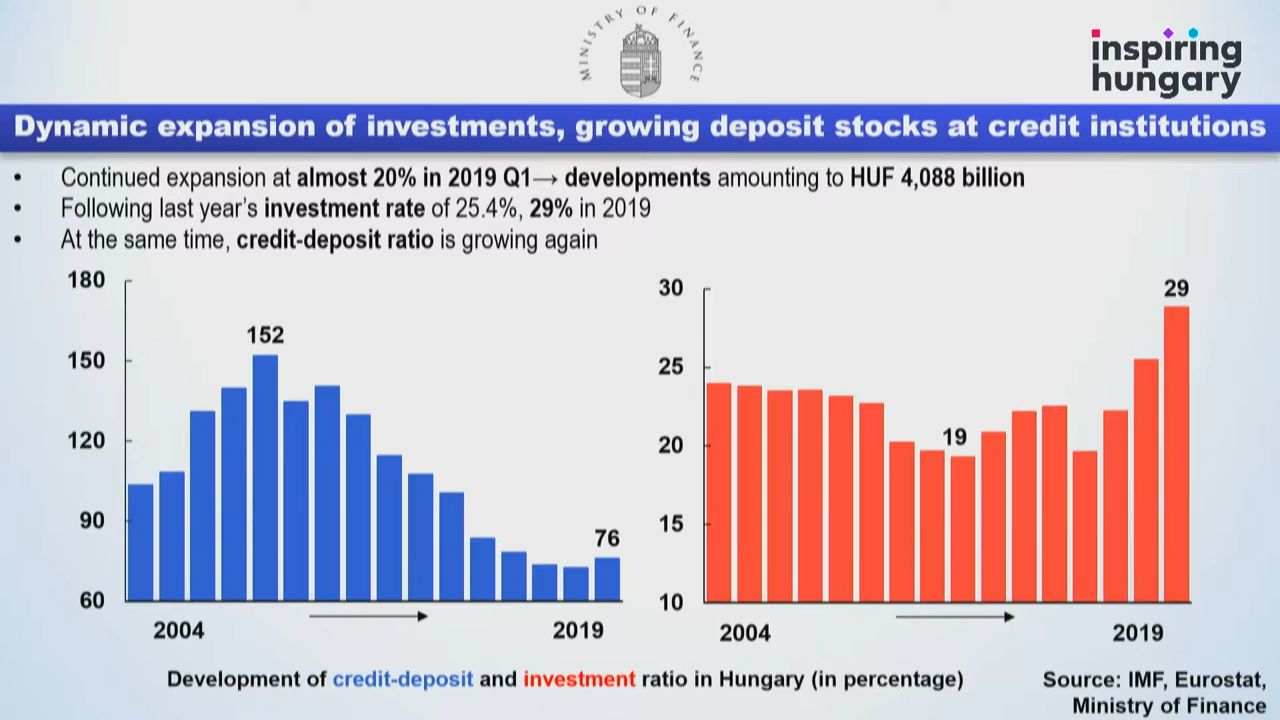 MINISTRY OF FINANCE
inspiring
hungary
Dynamic expansion of investments, growing deposit stocks at credit institutions
• Continued expansion at almost 20% in 2019 Q1→ developments amounting to HUF 4,088 billion
• Following last year's investment rate of 25.4%, 29% in 2019
• At the same time, credit-deposit ratio is growing again
180
150
120
90
60
152
76
2004
2019
30
25
20
15
10
19
29
2004
2019
Development of credit-deposit and investment ratio in Hungary (in percentage)
Source: IMF, Eurostat,
Ministry of Finance